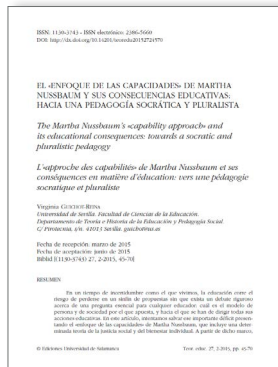 ISSN: 1130-3743 - ISSN electrónico: 2386-5660
DOI: http://dx.doi.org/10.14201/teoredu20152724570
EL «ENFOQUE DE LAS CAPACIDADES» DE MARTHA
NUSSBAUM Y SUS CONSECUENCIAS EDUCATIVAS:
HACIA UNA PEDAGOGÍA SOCRÁTICA Y PLURALISTA
The Martha Nussbaum's «capability approach» and
its educational consequences: towards a socratic and
pluralistic pedagogy
L'approche des capabilités» de Martha Nussbaum et ses
conséquences en matière d'éducation: vers une pédagogie
socratique et pluraliste
Virginia GUICHOT-REINA
Universidad de Sevilla. Facultad de Ciencias de la Educación.
Departamento de Teoría e Historia de la Educación y Pedagogía Social
C/ Pirotecnia, s/n. 41013 Sevilla. guichot@us.es
Fecha de recepción: marzo de 2015
Fecha de aceptación: junio de 2015
Biblid [(1130-3743) 27, 2-2015, 45-70]
RESUMEN
En un tiempo de incertidumbre como el que vivimos, la educación corre el
riesgo de perderse en un sinfín de propuestas sin que exista un debate riguroso
acerca de una pregunta esencial para cualquier educador: cuál es el modelo de
persona y de sociedad por el que apuesta, y hacia el que se han de dirigir todas sus
acciones educativas. En este artículo, intentamos salvar ese importante déficit presen-
tando el enfoque de las capacidades de Martha Nussbaum, que incluye una deter-
minada teoría de la justicia social y del bienestar individual. A partir de dicho marco,
© Ediciones Universidad de Salamanca
Teor. educ. 27, 2-2015, pp. 45-70